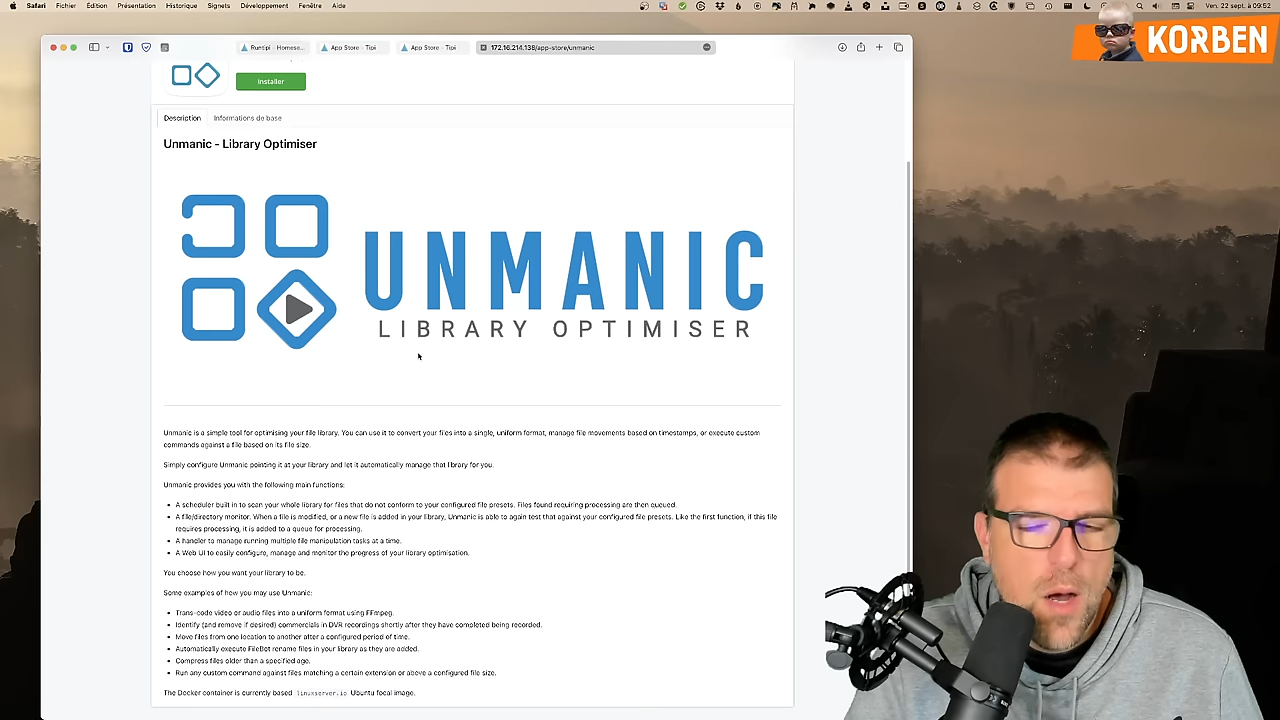 Safari Fichier Édition Présentation Historique Signets Développement Fenêtre Aide
Ven. 22 sept. à 09:52
KORBEN
Runtipi - Homese...
App Store - Tipi
App Store - Tipi
172.16.214.138/app-store/unmanic
Installer
Description
Informations de base
Unmanic - Library Optimiser
UNMANIC
LIBRARY OPTIMISER
Unmanic is a simple tool for optimising your file library. You can use it to convert your files into a single, uniform format, manage file movements based on timestamps, or execute custom
commands against a file based on its file size.
Simply configure Unmanic pointing it at your library and let it automatically manage that library for you.
Unmanic provides you with the following main functions:
A scheduler built in to scan your whole library for files that do not conform to your configured file presets. Files found requiring processing are then queued.
A file/directory monitor. When a file is modified, or a new file is added in your library, Unmanic is able to again test that against your configured file presets. Like the first function, if this file
requires processing, it is added to a queue for processing.
A handler to manage running multiple file manipulation tasks at a time.
A Web UI to easily configure, manage and monitor the progress of your library optimisation.
You choose how you want your library to be.
Some examples of how you may use Unmanic:
Trans-code video or audio files into a uniform format using FFmpeg.
Identify (and remove if desired) commercials in DVR recordings shortly after they have completed being recorded.
Move files from one location to another after a configured period of time.
Automatically execute FileBot rename files in your library as they are added.
Compress files older than a specified age.
Run any custom command against files matching a certain extension or above a configured file size.
The Docker container is currently based linuxserver.io Ubuntu focal image.